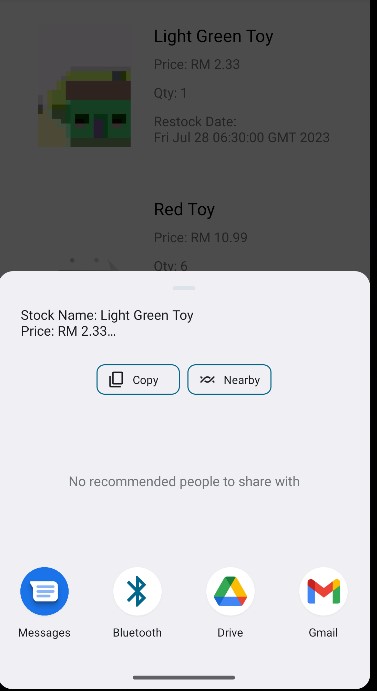 Light Green Toy
Price: RM 2.33
Qty: 1
Restock Date:
Fri Jul 28 06:30:00 GMT 2023
Red Toy
Price: RM 10.99
Qty: 6
Stock Name: Light Green Toy
Price: RM 2.33...
Copy
Nearby
No recommended people to share with
Messages
Bluetooth
Drive
Gmail